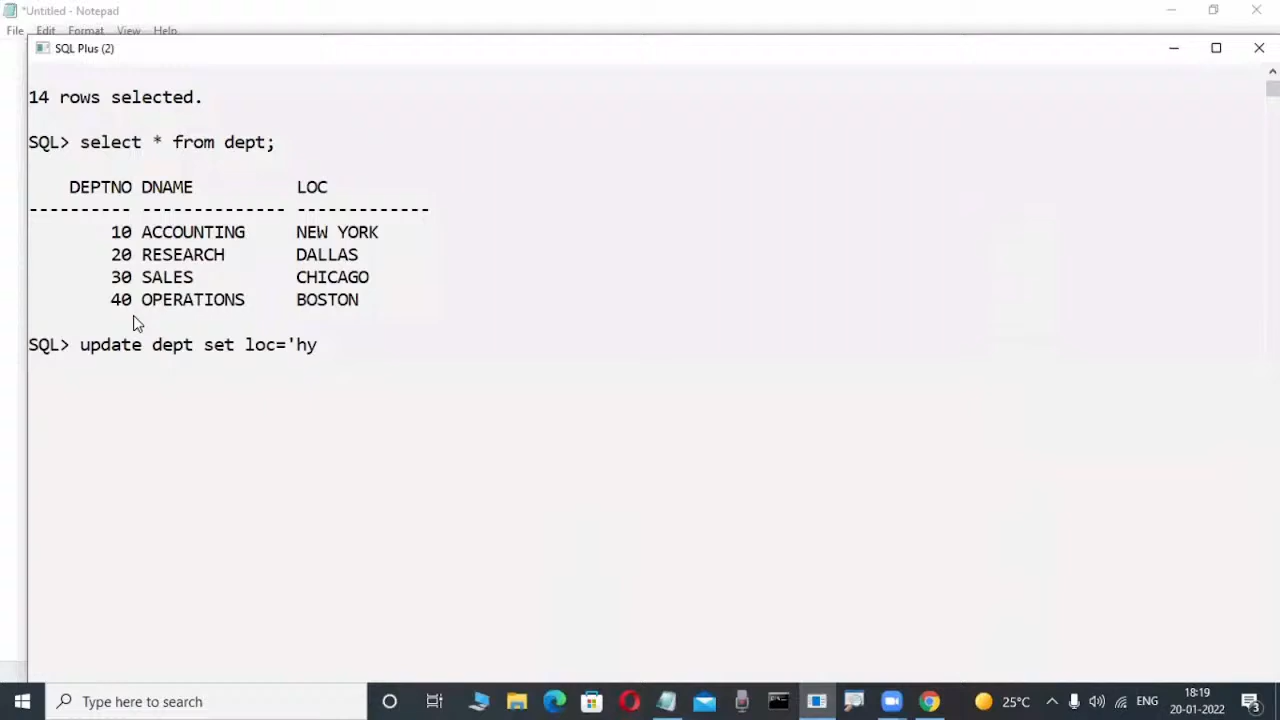 *Untitled - Notepad
File Edit Format View Help
SQL Plus (2)
14 rows selected.
SQL> select * from dept;
DEPTNO DNAME LOC
---------- -------------- -------------
10 ACCOUNTING NEW YORK
20 RESEARCH DALLAS
30 SALES CHICAGO
40 OPERATIONS BOSTON
SQL> update dept set loc='hy
Type here to search
25°C
ENG
18:19
20-01-2022
3